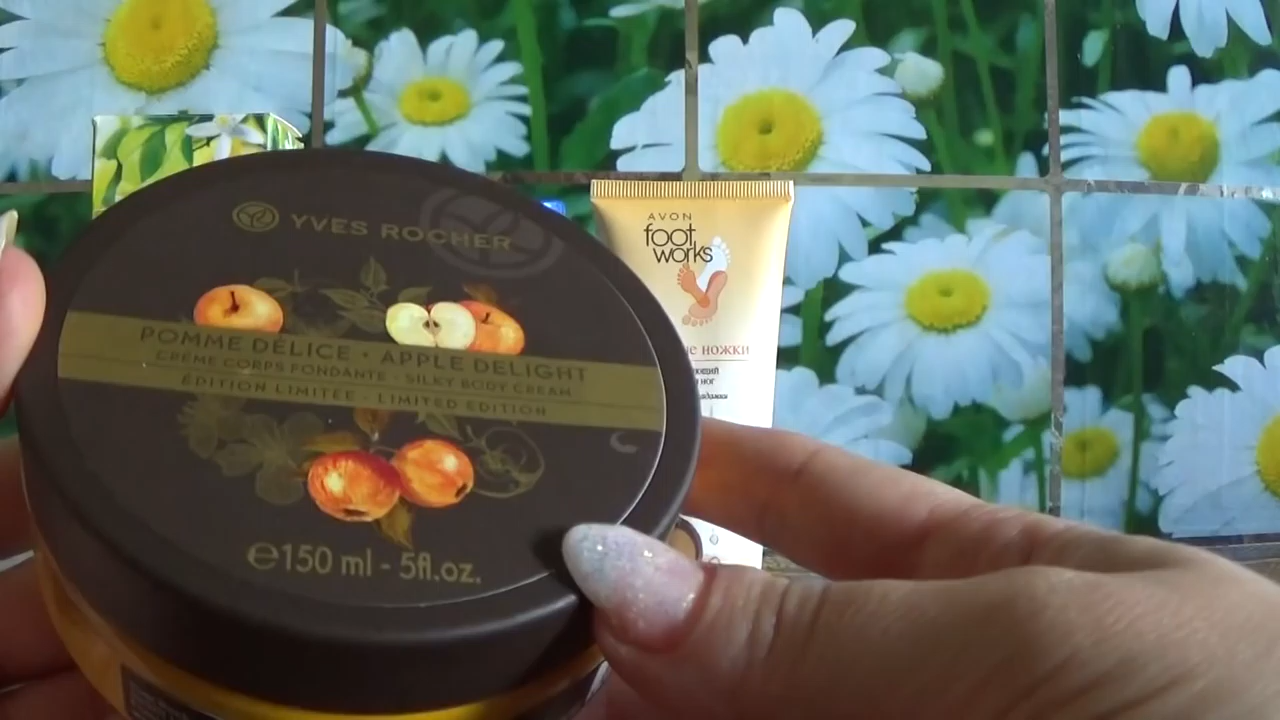 YVES ROCHER
POMME DÉLICE • APPLE DELIGHT
CRÈME CORPS FONDANTE - SILKY BODY CREAM
ÉDITION LIMITÉE - LIMITED EDITION
℮150 ml - 5fl.oz.
AVON
foot
works
ножки
ног